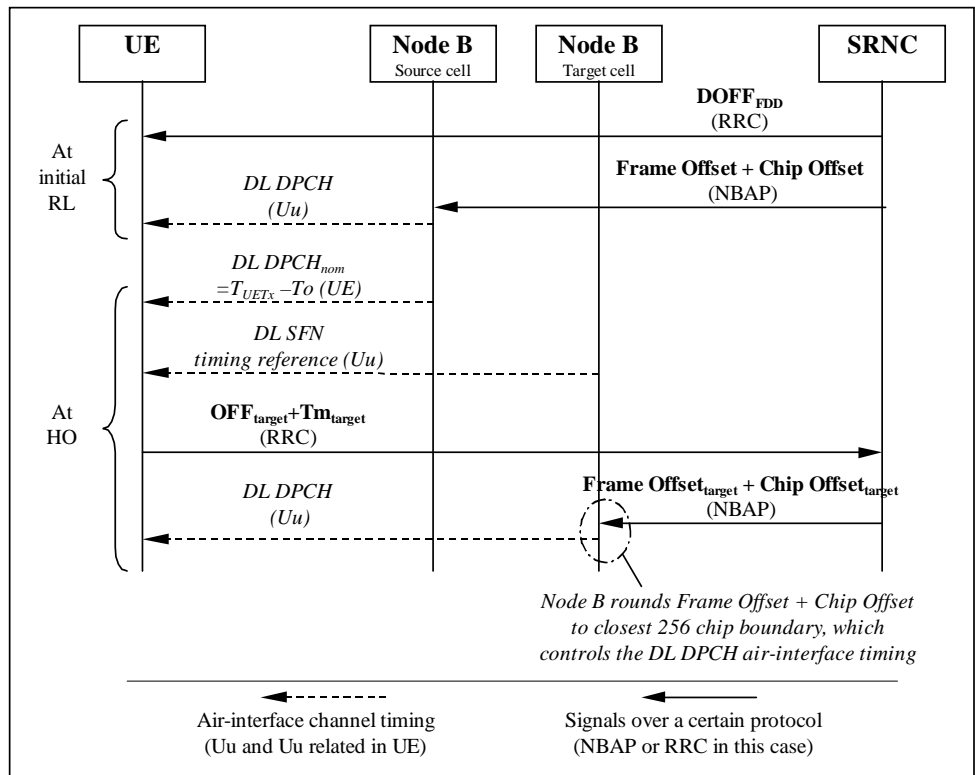 UE
Node B
Source cell
Node B
Target cell
SRNC
DOFF_FDD
(RRC)
At
initial
RL
Frame Offset + Chip Offset
(NBAP)
DL DPCH
(Uu)
DL DPCH_nom
=T_UETx –To (UE)
DL SFN
timing reference (Uu)
At
HO
OFF_target+Tm_target
(RRC)
Frame Offset_target + Chip Offset_target
(NBAP)
DL DPCH
(Uu)
Node B rounds Frame Offset + Chip Offset
to closest 256 chip boundary, which
controls the DL DPCH air-interface timing
Air-interface channel timing
(Uu and Uu related in UE)
Signals over a certain protocol
(NBAP or RRC in this case)